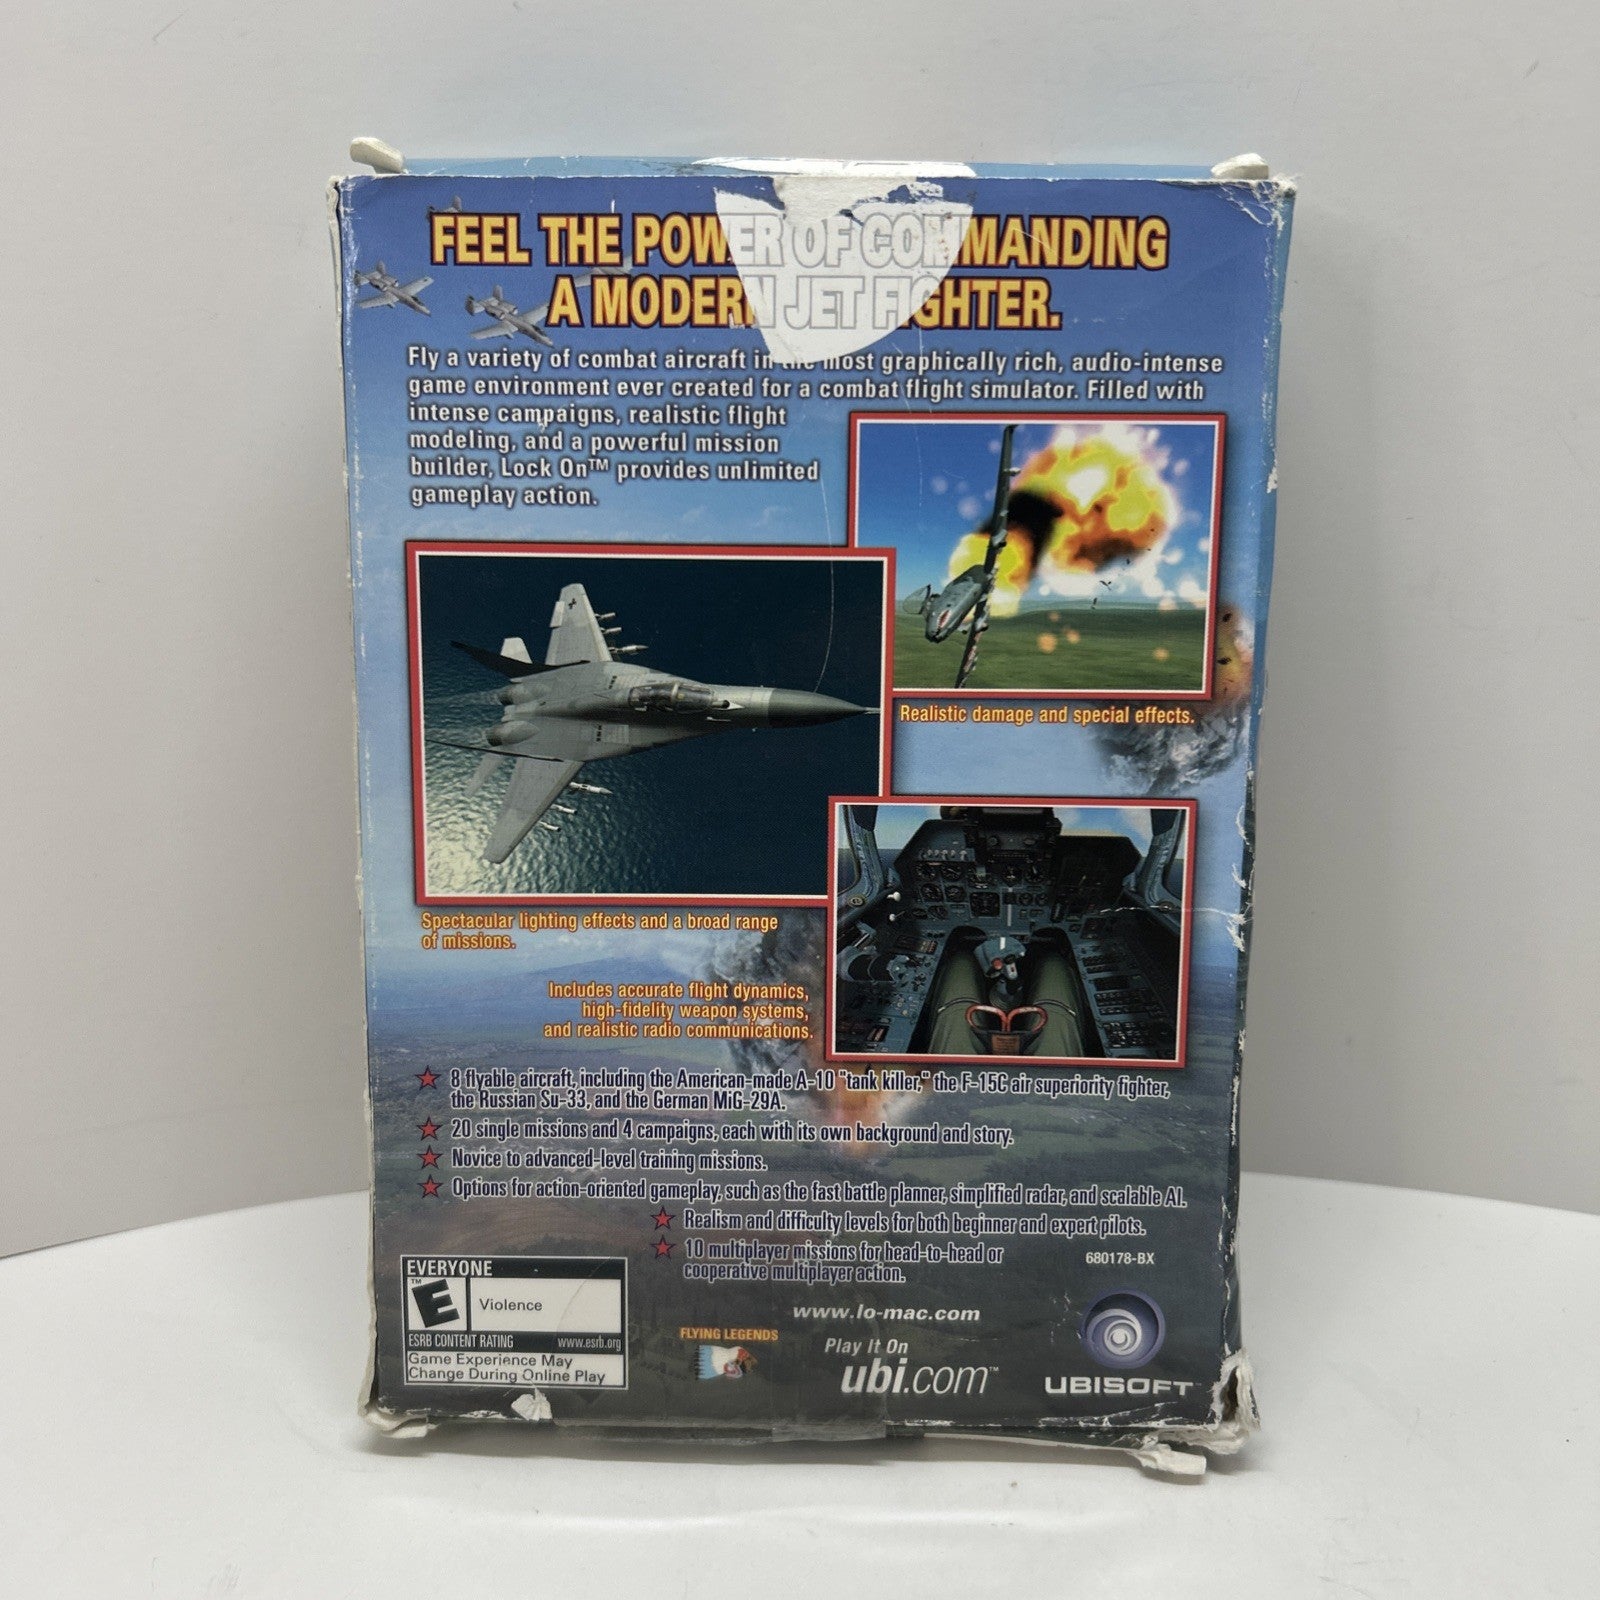 FEEL THE POWER OF COMMANDING
A MODERN JET FIGHTER.
Fly a variety of combat aircraft in the most graphically rich, audio-intense
game environment ever created for a combat flight simulator. Filled with
intense campaigns, realistic flight
modeling, and a powerful mission
builder, Lock On™ provides unlimited
gameplay action.
Realistic damage and special effects.
Spectacular lighting effects and a broad range
of missions.
Includes accurate flight dynamics,
high-fidelity weapon systems,
and realistic radio communications.
8 flyable aircraft, including the American-made A-10 "tank killer," the F-15C air superiority fighter,
the Russian Su-33, and the German MiG-29A.
20 single missions and 4 campaigns, each with its own background and story.
Novice to advanced-level training missions.
Options for action-oriented gameplay, such as the fast battle planner, simplified radar, and scalable AI.
Realism and difficulty levels for both beginner and expert pilots.
10 multiplayer missions for head-to-head or
cooperative multiplayer action.
680178-BX
EVERYONE
E™
Violence
ESRB CONTENT RATING www.esrb.org
Game Experience May
Change During Online Play
www.lo-mac.com
FLYING LEGENDS
Play It On
ubi.com™
UBISOFT